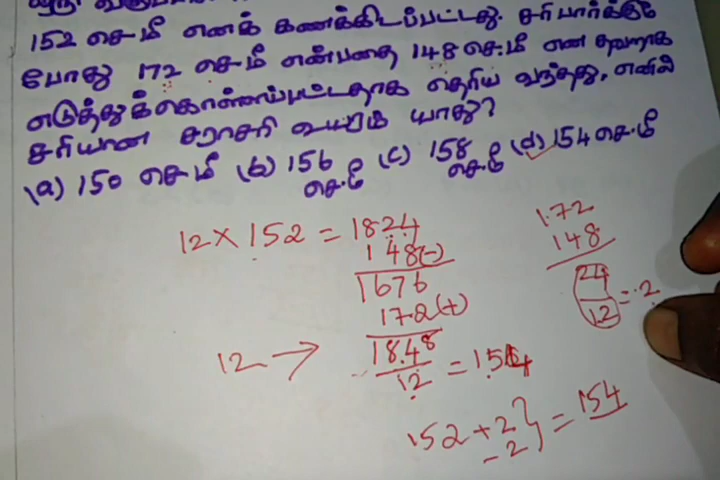 152 செ.மீ எனக் கணக்கிடப்பட்டது. சரிபார்க்கும்
போது 172 செ.மீ என்பதை 148 செ.மீ என தவறாக
எடுத்துக்கொள்ளப்பட்டதாக தெரிய வந்தது, எனில்
சரியான சராசரி உயரம் யாது?
(a) 150 செ.மீ (b) 156 செ.மீ (c) 158 செ.மீ (d) 154 செ.மீ
12 × 152 = 1824
148(-)
1676
172(+)
12 → 1848
12 = 154
172
148
24
12 = 2
152 + 2 } = 154
- 2